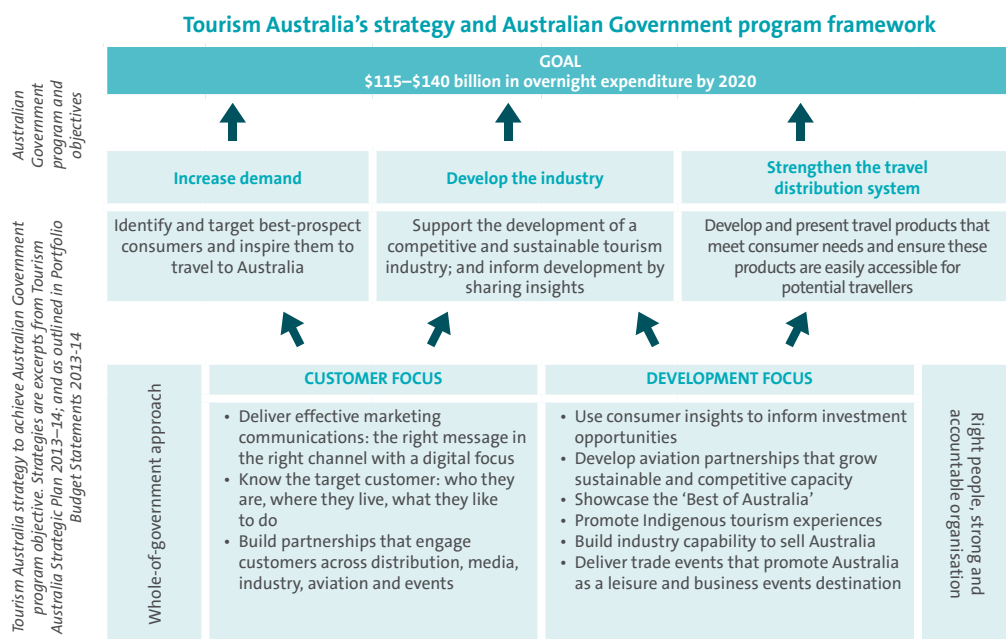 Tourism Australia’s strategy and Australian Government program framework
Australian
Government
program and
objectives
GOAL
$115–$140 billion in overnight expenditure by 2020
Increase demand
Develop the industry
Strengthen the travel
distribution system
Tourism Australia strategy to achieve Australian Government
program objective. Strategies are excerpts from Tourism
Australia Strategic Plan 2013–14; and as outlined in Portfolio
Budget Statements 2013-14
Identify and target best-prospect
consumers and inspire them to
travel to Australia
Support the development of a
competitive and sustainable tourism
industry; and inform development by
sharing insights
Develop and present travel products that
meet consumer needs and ensure these
products are easily accessible for
potential travellers
Whole-of-government approach
CUSTOMER FOCUS
• Deliver effective marketing
communications: the right message in
the right channel with a digital focus
• Know the target customer: who they
are, where they live, what they like
to do
• Build partnerships that engage
customers across distribution, media,
industry, aviation and events
DEVELOPMENT FOCUS
• Use consumer insights to inform investment
opportunities
• Develop aviation partnerships that grow
sustainable and competitive capacity
• Showcase the ‘Best of Australia’
• Promote Indigenous tourism experiences
• Build industry capability to sell Australia
• Deliver trade events that promote Australia
as a leisure and business events destination
Right people, strong and
accountable organisation